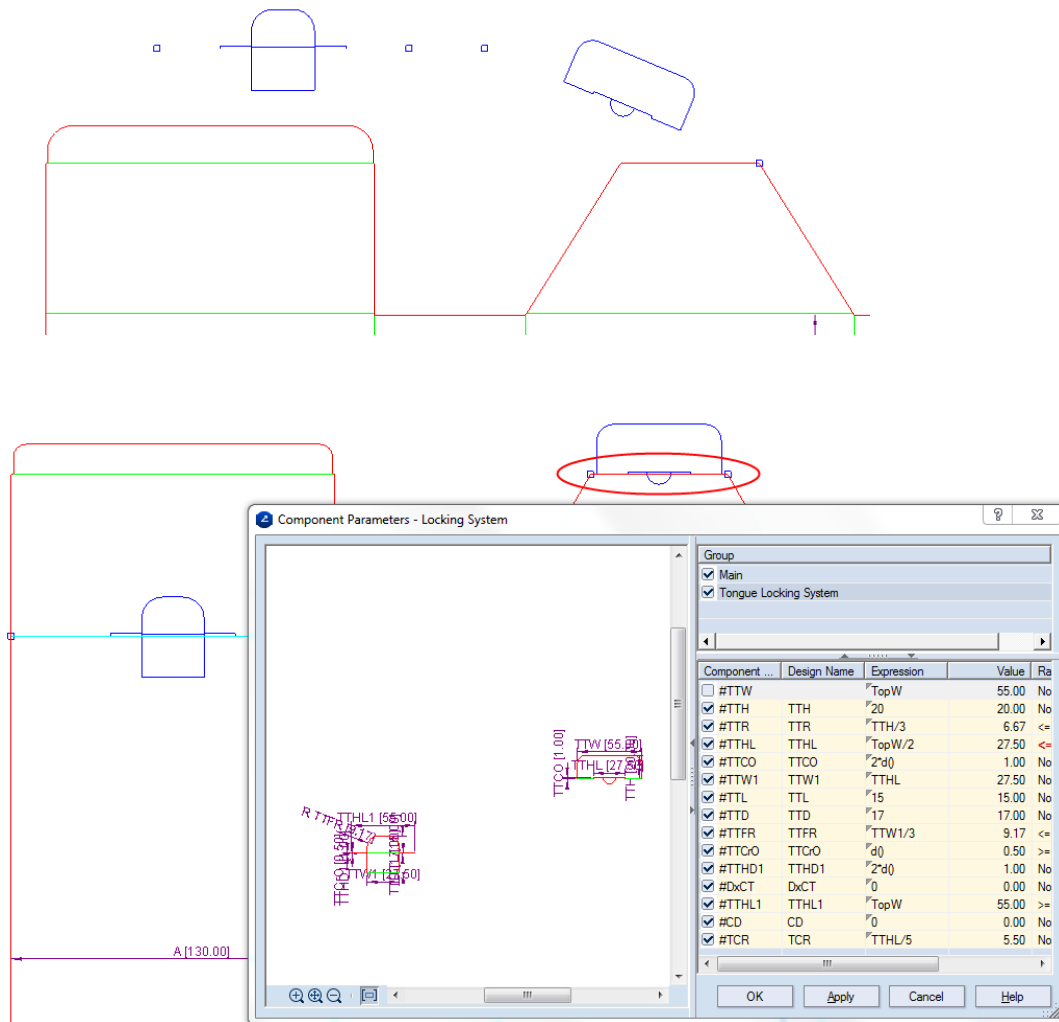 Component Parameters - Locking System
Group
Main
Tongue Locking System
Component ... Design Name Expression Value Ra
#TTW TopW 55.00 No
#TTH TTH 20 20.00 No
#TTR TTR TTH/3 6.67 <=
#TTHL TTHL TopW/2 27.50 <=
#TTCO TTCO 2*d() 1.00 No
#TTW1 TTW1 TTHL 27.50 No
#TTL TTL 15 15.00 No
#TTD TTD 17 17.00 No
#TTFR TTFR TTW1/3 9.17 <=
#TTCrO TTCrO d() 0.50 >=
#TTHD1 TTHD1 2*d() 1.00 No
#DxCT DxCT 0 0.00 No
#TTHL1 TTHL1 TopW 55.00 >=
#CD CD 0 0.00 No
#TCR TCR TTHL/5 5.50 No
TTCO [1.00]
TTW [55.00]
TTHL [27.50]
TTHL1 [55.00]
TTW1 [27.50]
A [130.00]
OK Apply Cancel Help